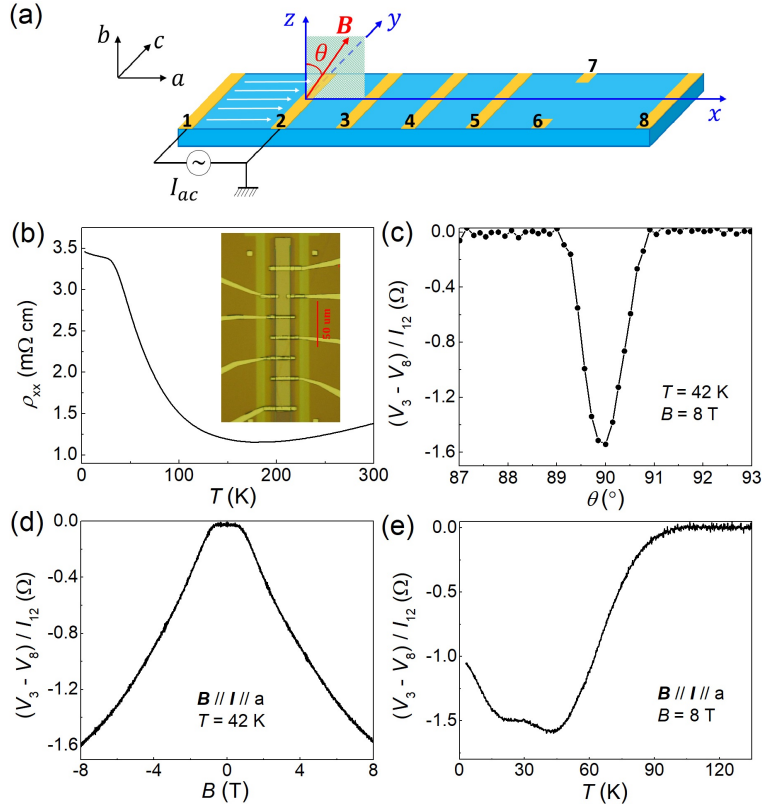 (a)
b
c
a
z
B
y
θ
7
1
2
3
4
5
6
8
x
~
I_ac
(b)
3.5
3.0
2.5
2.0
1.5
1.0
ρ_xx (mΩ cm)
50 um
0
100
200
300
T (K)
(c)
0.0
-0.4
-0.8
-1.2
-1.6
(V_3 - V_8) / I_12 (Ω)
T = 42 K
B = 8 T
87 88 89 90 91 92 93
θ (°)
(d)
0.0
-0.4
-0.8
-1.2
-1.6
(V_3 - V_8) / I_12 (Ω)
B // I // a
T = 42 K
-8 -4 0 4 8
B (T)
(e)
0.0
-0.5
-1.0
-1.5
-2.0
(V_3 - V_8) / I_12 (Ω)
B // I // a
B = 8 T
0 30 60 90 120
T (K)